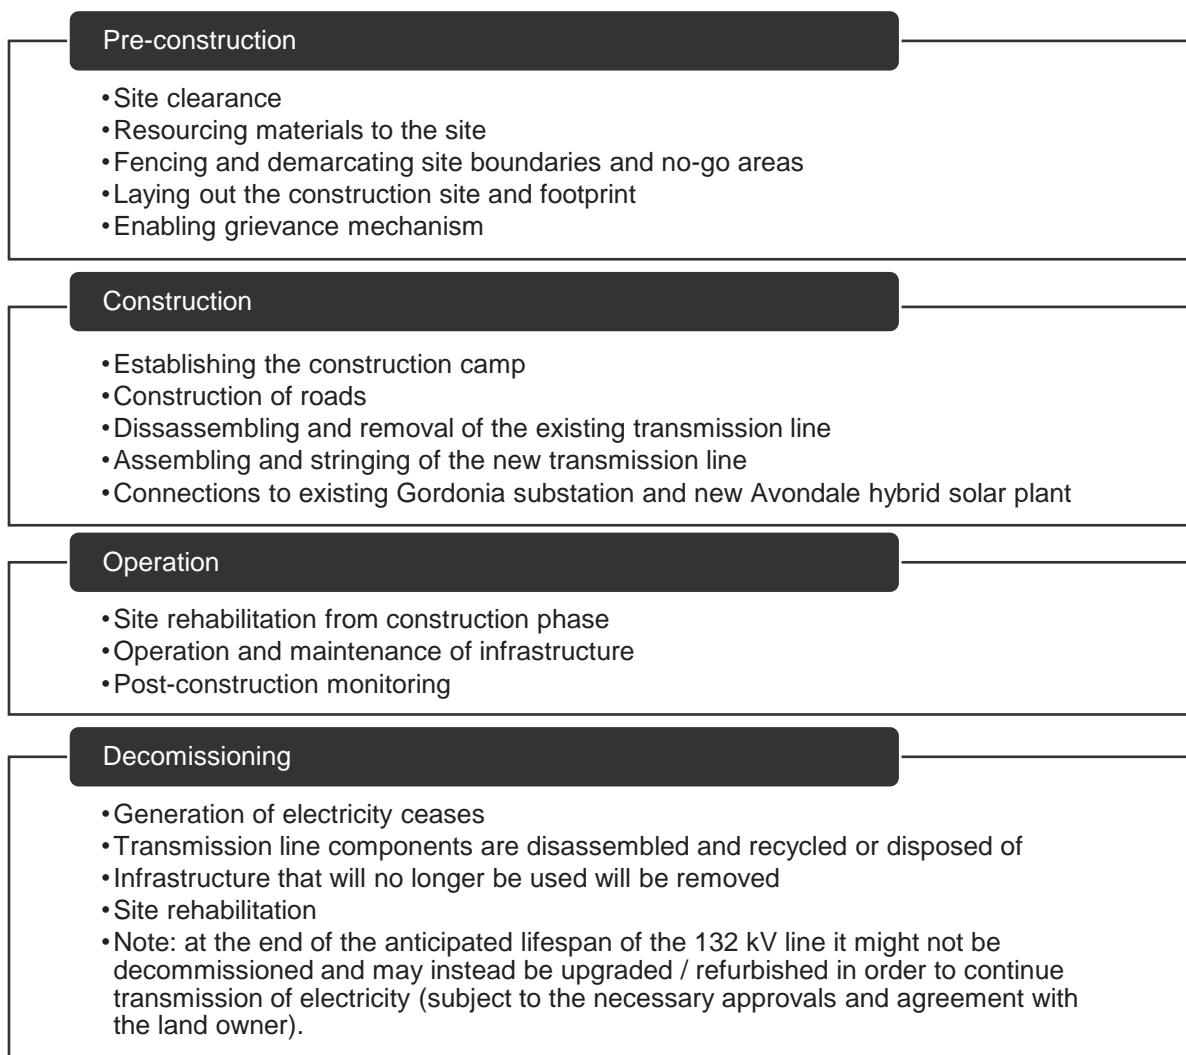 Pre-construction
•Site clearance
•Resourcing materials to the site
•Fencing and demarcating site boundaries and no-go areas
•Laying out the construction site and footprint
•Enabling grievance mechanism
Construction
•Establishing the construction camp
•Construction of roads
•Dissassembling and removal of the existing transmission line
•Assembling and stringing of the new transmission line
•Connections to existing Gordonia substation and new Avondale hybrid solar plant
Operation
•Site rehabilitation from construction phase
•Operation and maintenance of infrastructure
•Post-construction monitoring
Decomissioning
•Generation of electricity ceases
•Transmission line components are disassembled and recycled or disposed of
•Infrastructure that will no longer be used will be removed
•Site rehabilitation
•Note: at the end of the anticipated lifespan of the 132 kV line it might not be
decommissioned and may instead be upgraded / refurbished in order to continue
transmission of electricity (subject to the necessary approvals and agreement with
the land owner).